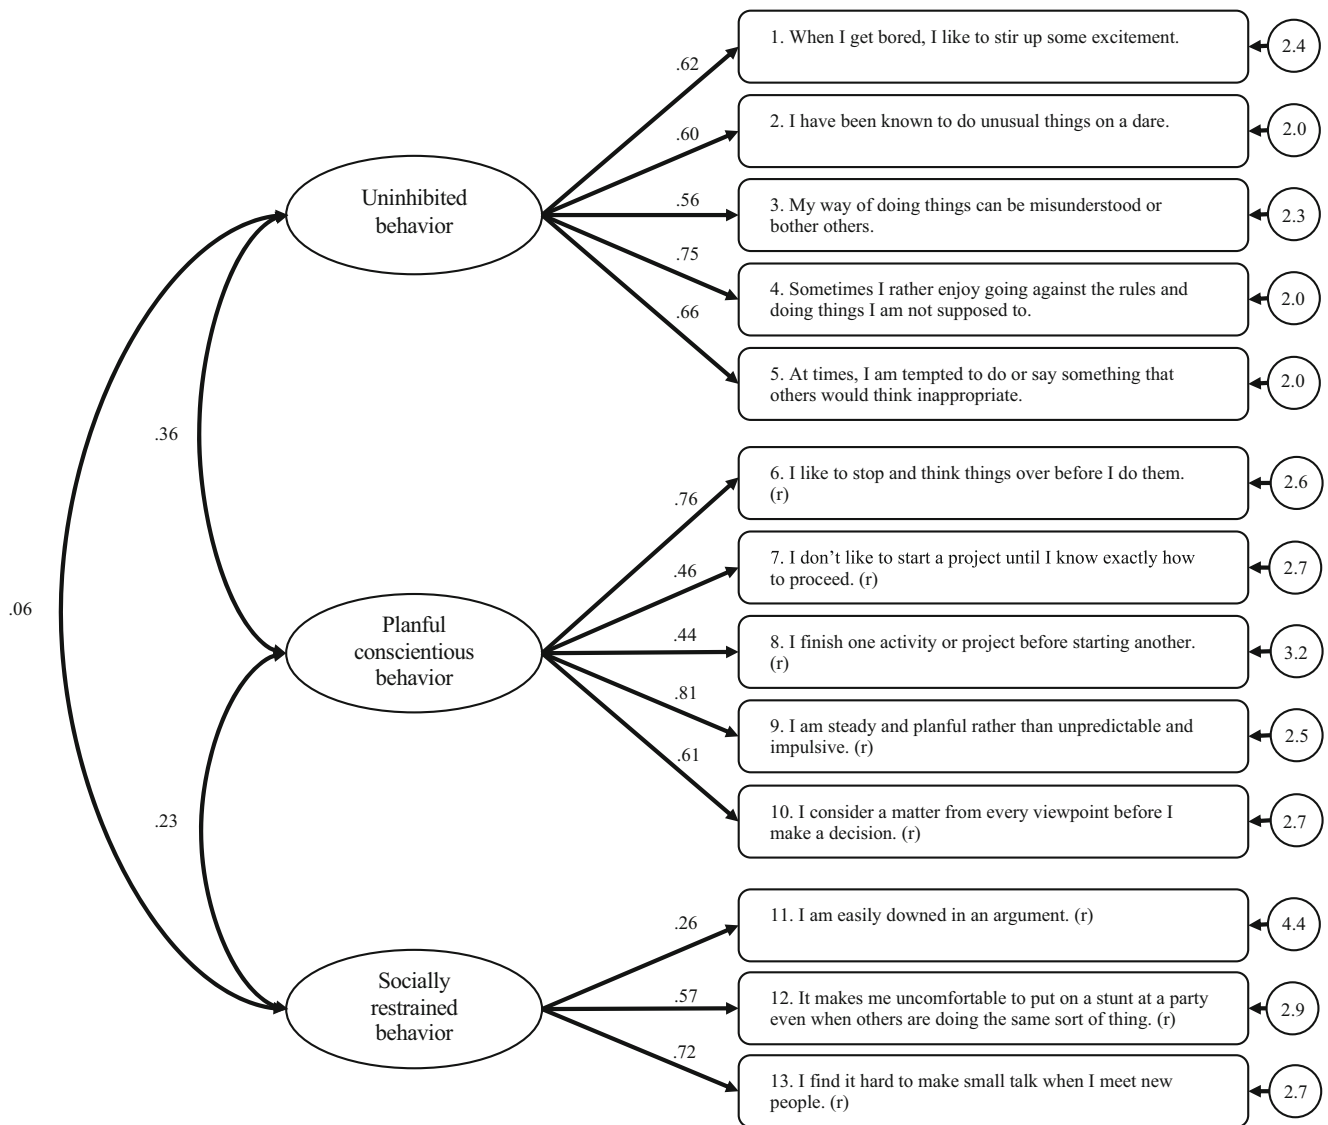 1. When I get bored, I like to stir up some excitement.
2.4
.62
2. I have been known to do unusual things on a dare.
2.0
.60
Uninhibited
behavior
.56
3. My way of doing things can be misunderstood or
bother others.
2.3
.75
4. Sometimes I rather enjoy going against the rules and
doing things I am not supposed to.
2.0
.66
5. At times, I am tempted to do or say something that
others would think inappropriate.
2.0
.36
6. I like to stop and think things over before I do them.
(r)
2.6
.76
7. I don’t like to start a project until I know exactly how
to proceed. (r)
2.7
.46
.06
Planful
conscientious
behavior
.44
8. I finish one activity or project before starting another.
(r)
3.2
.81
9. I am steady and planful rather than unpredictable and
impulsive. (r)
2.5
.61
10. I consider a matter from every viewpoint before I
make a decision. (r)
2.7
.23
11. I am easily downed in an argument. (r)
4.4
.26
Socially
restrained
behavior
.57
12. It makes me uncomfortable to put on a stunt at a party
even when others are doing the same sort of thing. (r)
2.9
.72
13. I find it hard to make small talk when I meet new
people. (r)
2.7